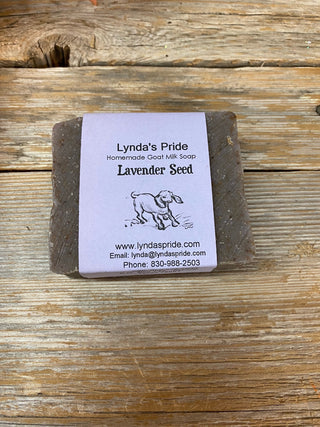 Lynda's Pride
Homemade Goat Milk Soap
Lavender Seed
www.lyndaspride.com
Email: lynda@lyndaspride.com
Phone: 830-988-2503